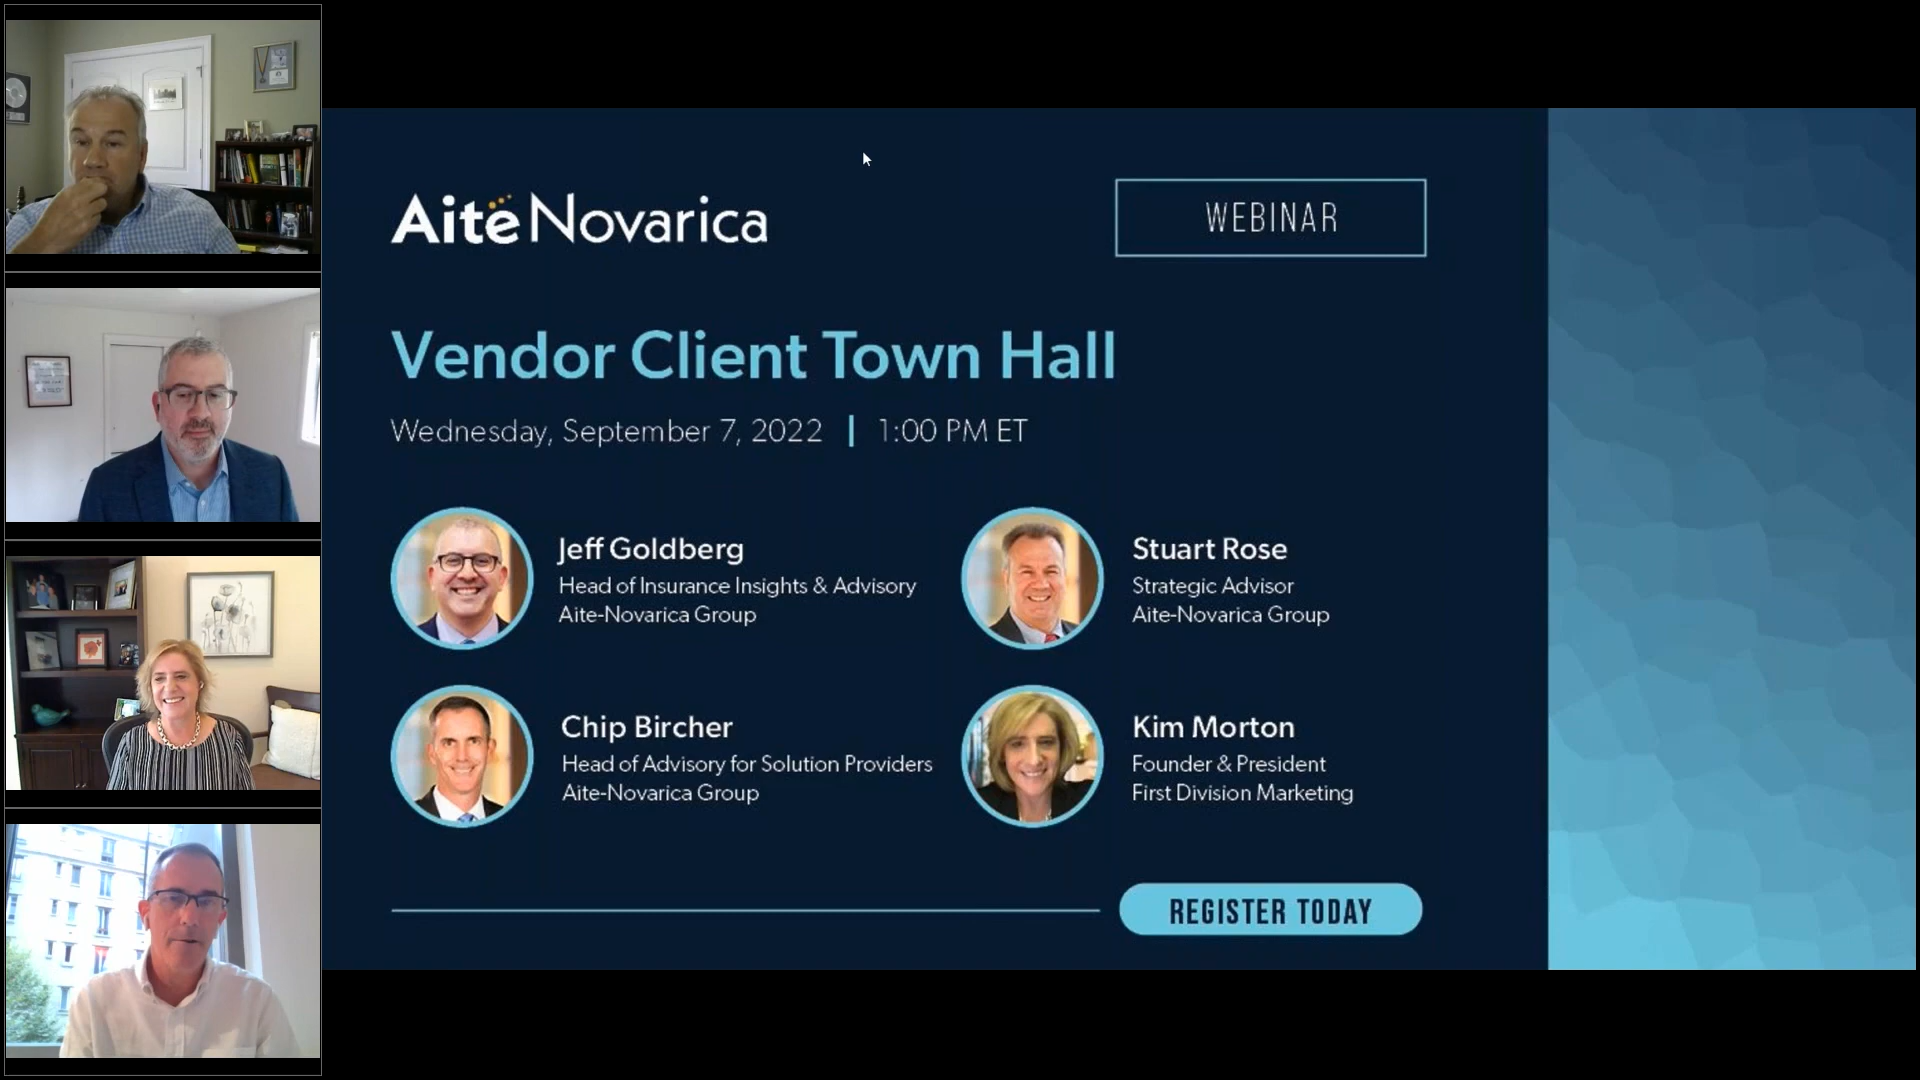 Aite Novarica
WEBINAR
Vendor Client Town Hall
Wednesday, September 7, 2022 | 1:00 PM ET
Jeff Goldberg
Head of Insurance Insights & Advisory
Aite-Novarica Group
Stuart Rose
Strategic Advisor
Aite-Novarica Group
Chip Bircher
Head of Advisory for Solution Providers
Aite-Novarica Group
Kim Morton
Founder & President
First Division Marketing
REGISTER TODAY